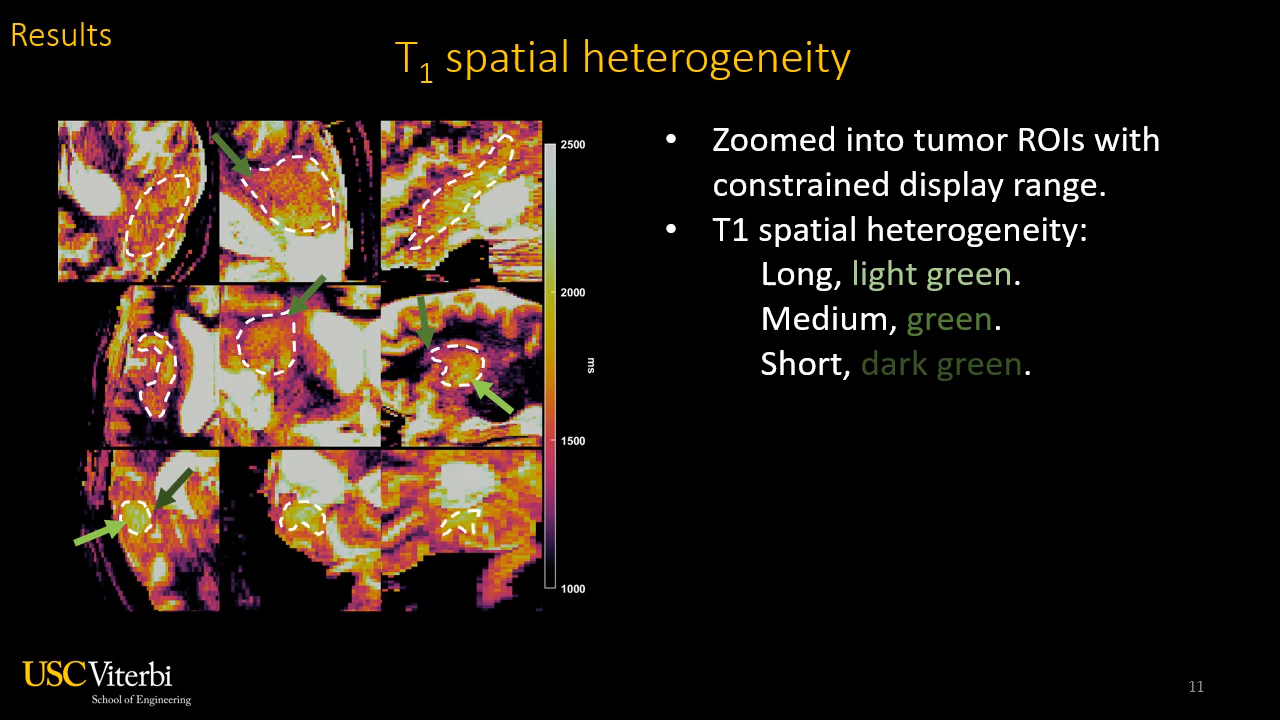 Results
T1 spatial heterogeneity
2500
2000
ms
1500
1000
• Zoomed into tumor ROIs with
constrained display range.
• T1 spatial heterogeneity:
Long, light green.
Medium, green.
Short, dark green.
USC Viterbi
School of Engineering
11